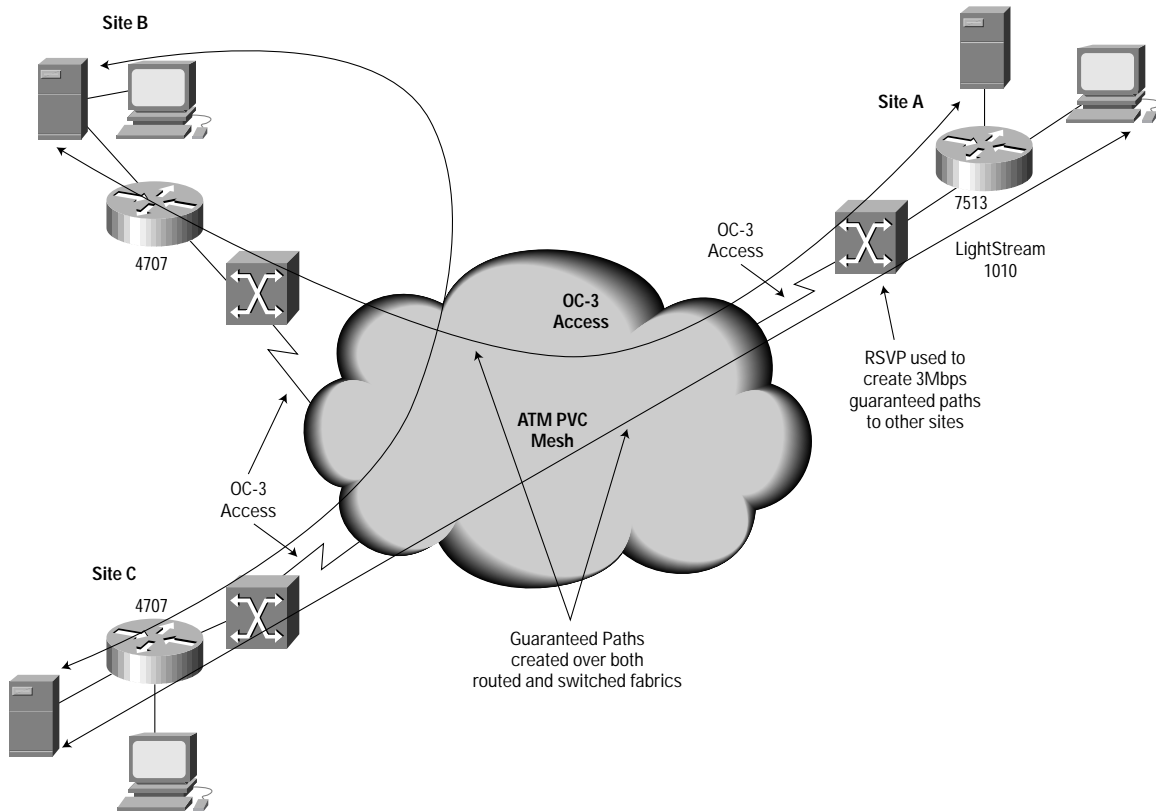 Site B
Site A
4707
7513
OC-3
Access
LightStream
1010
OC-3
Access
RSVP used to
create 3Mbps
guaranteed paths
to other sites
ATM PVC
Mesh
OC-3
Access
Site C
4707
Guaranteed Paths
created over both
routed and switched fabrics